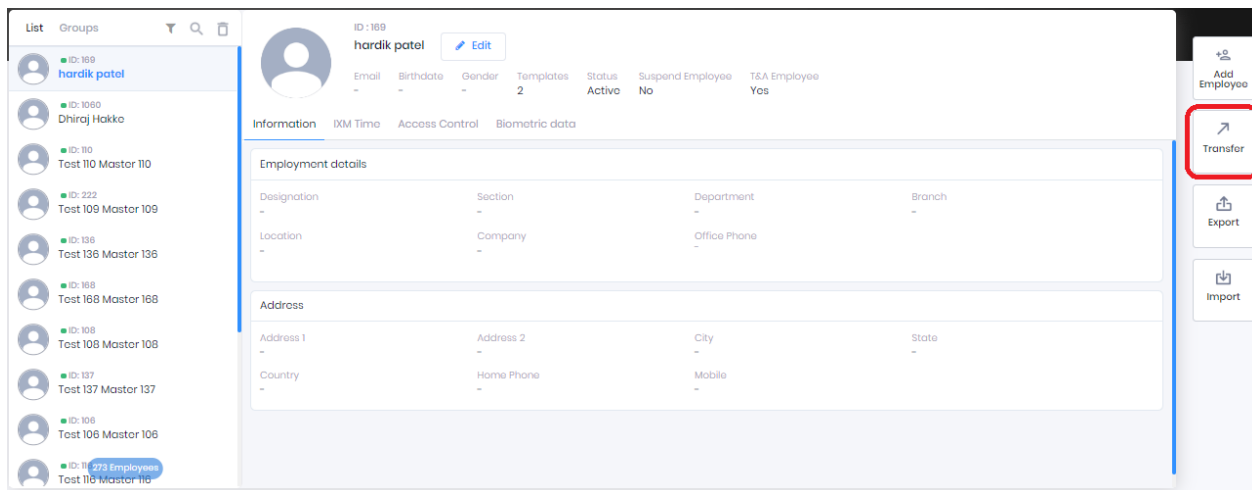 List Groups
ID: 169
hardik patel
ID: 1060
Dhiraj Hakke
ID: 110
Test 110 Master 110
ID: 222
Test 109 Master 109
ID: 136
Test 136 Master 136
ID: 168
Test 168 Master 168
ID: 108
Test 108 Master 108
ID: 137
Test 137 Master 137
ID: 106
Test 106 Master 106
273 Employees
Test 116 Master 116
ID : 169
hardik patel Edit
Email Birthdate Gender Templates Status Suspend Employee T&A Employee
- - - 2 Active No Yes
Information IXM Time Access Control Biometric data
Employment details
Designation Section Department Branch
- - - -
Location Company Office Phone
- - -
Address
Address 1 Address 2 City State
- - - -
Country Home Phone Mobile
- - -
Add
Employee
Transfer
Export
Import